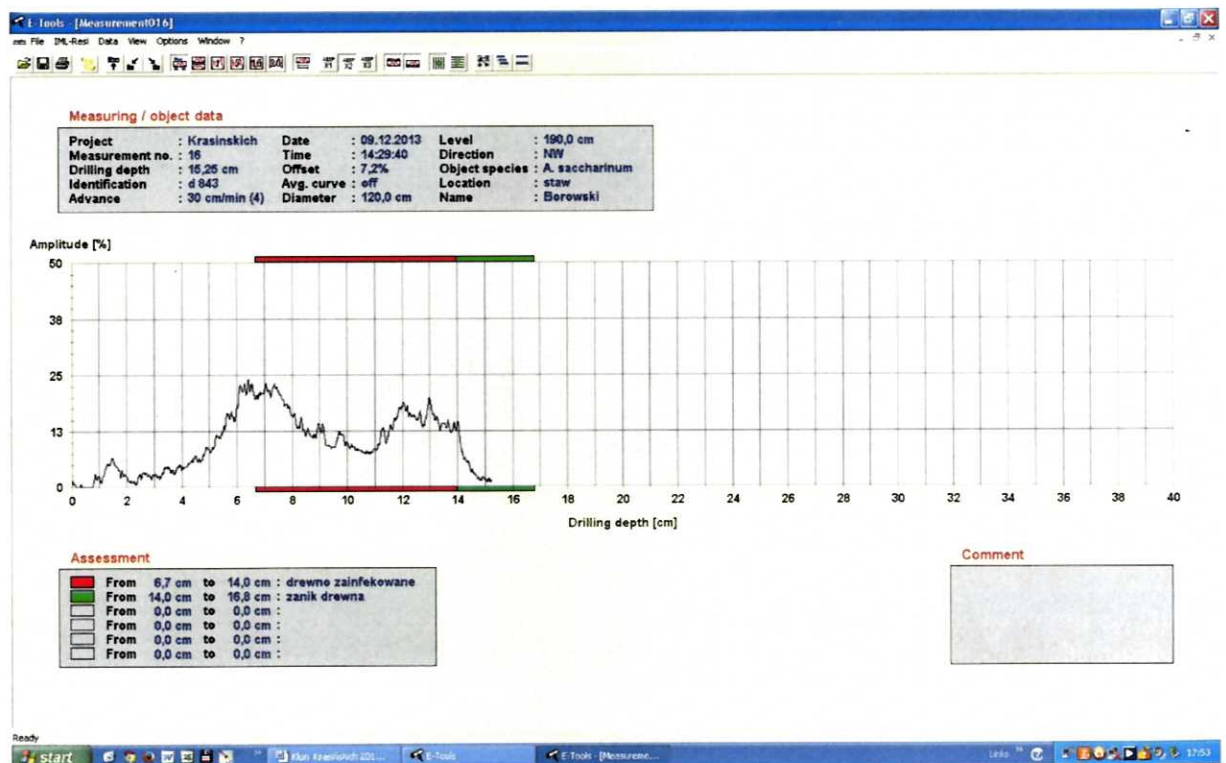 E-Tools - [Measurement016]
File IML-Resi Data View Options Window ?
Measuring / object data
Project : Krasinskich Date : 09.12.2013 Level : 190,0 cm
Measurement no. : 16 Time : 14:29:40 Direction : NW
Drilling depth : 15,25 cm Offset : 7,2% Object species : A. saccharinum
Identification : d 843 Avg. curve : off Location : staw
Advance : 30 cm/min (4) Diameter : 120,0 cm Name : Borowski
Amplitude [%]
50
38
25
13
0
0 2 4 6 8 10 12 14 16 18 20 22 24 26 28 30 32 34 36 38 40
Drilling depth [cm]
Assessment
Comment
From 6,7 cm to 14,0 cm : drewno zainfekowane
From 14,0 cm to 16,8 cm : zanik drewna
From 0,0 cm to 0,0 cm :
From 0,0 cm to 0,0 cm :
From 0,0 cm to 0,0 cm :
From 0,0 cm to 0,0 cm :
Ready
start E-Tools E-Tools - [Measureme... Links 17:53